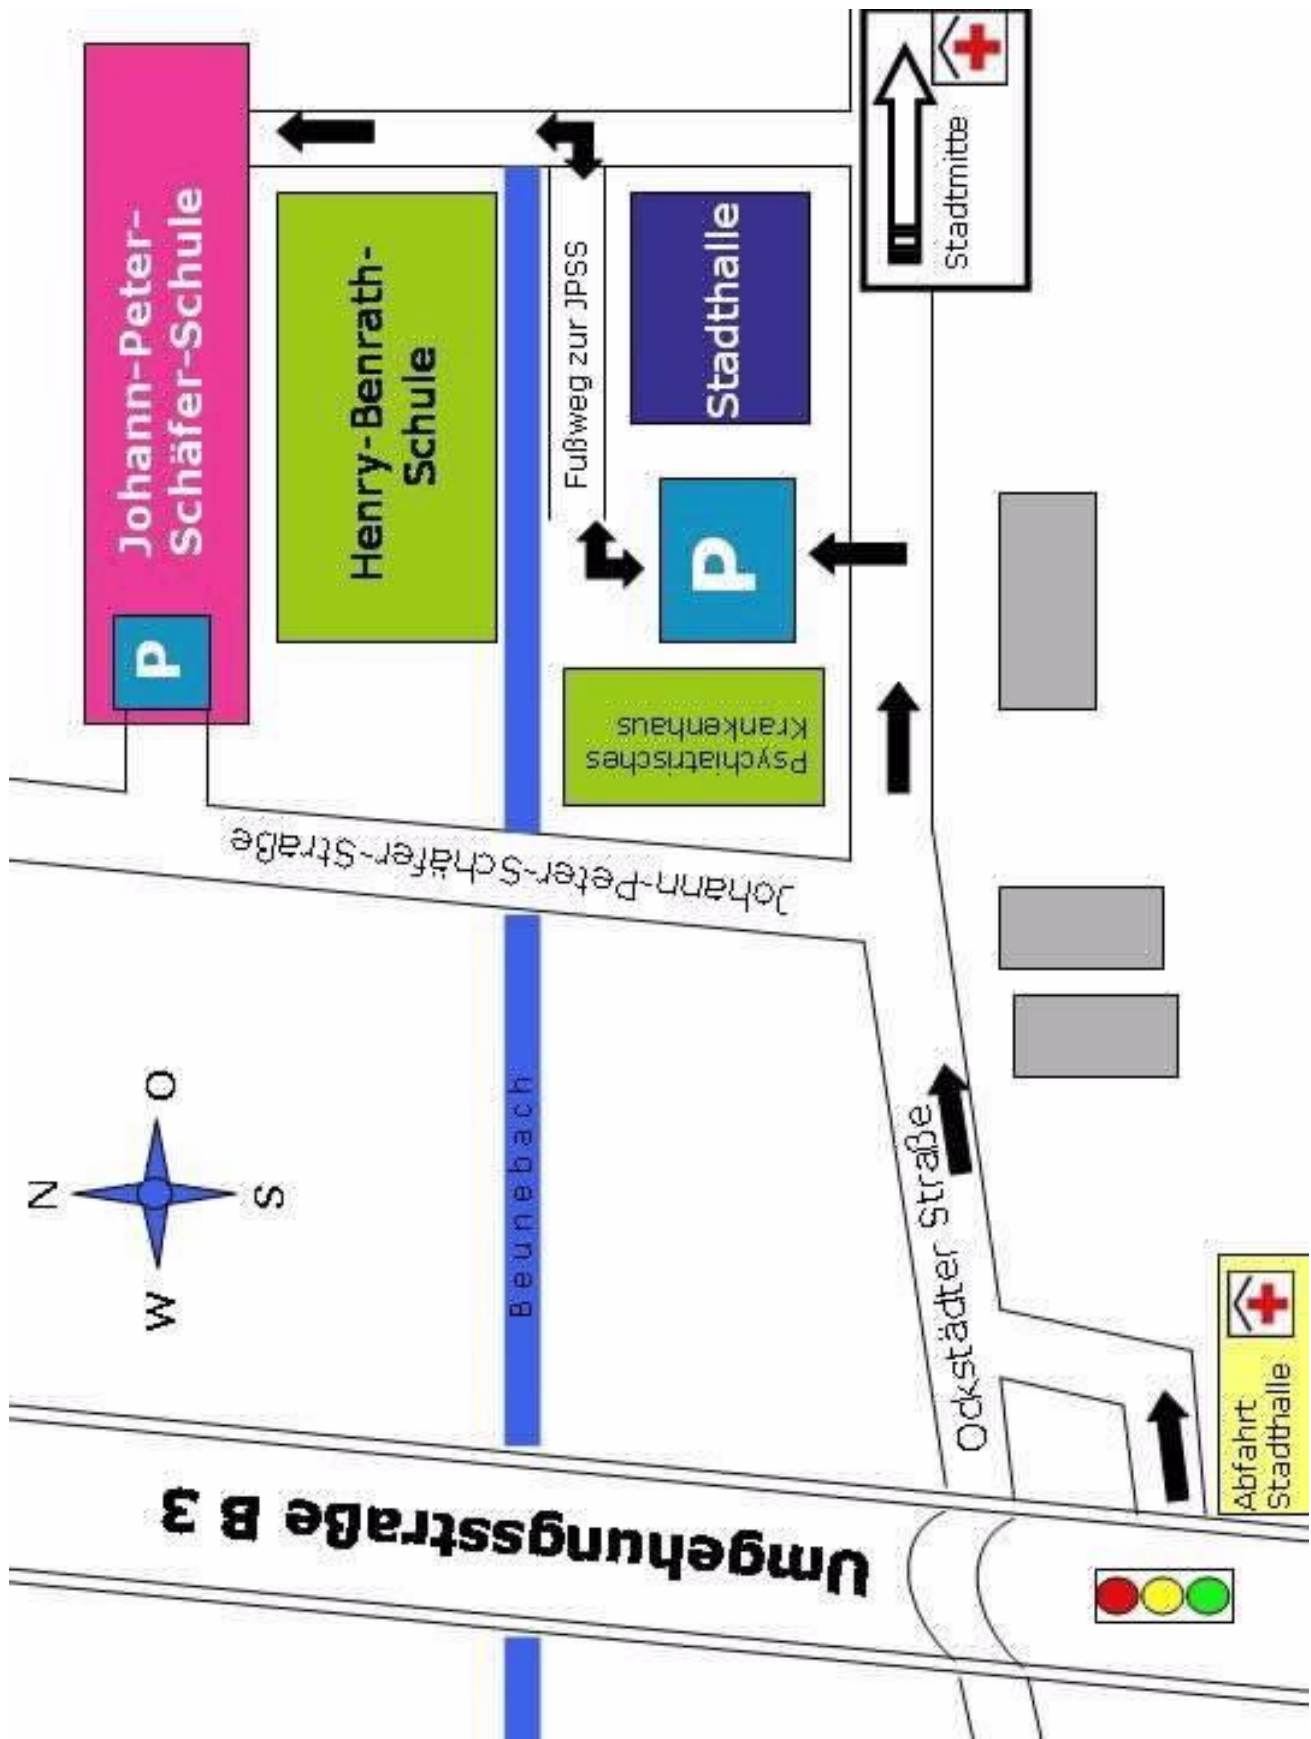 Johann-Peter-
Schäfer-Schule
P
Henry-Benrath-
Schule
Fußweg zur JPSS
Stadthalle
P
Stadtmitte
Psychiatrisches
Krankenhaus
Johann-Peter-Schäfer-Straße
N
O
S
W
Beunebach
Ockstädter Straße
Umgehungsstraße B 3
Abfahrt
Stadthalle